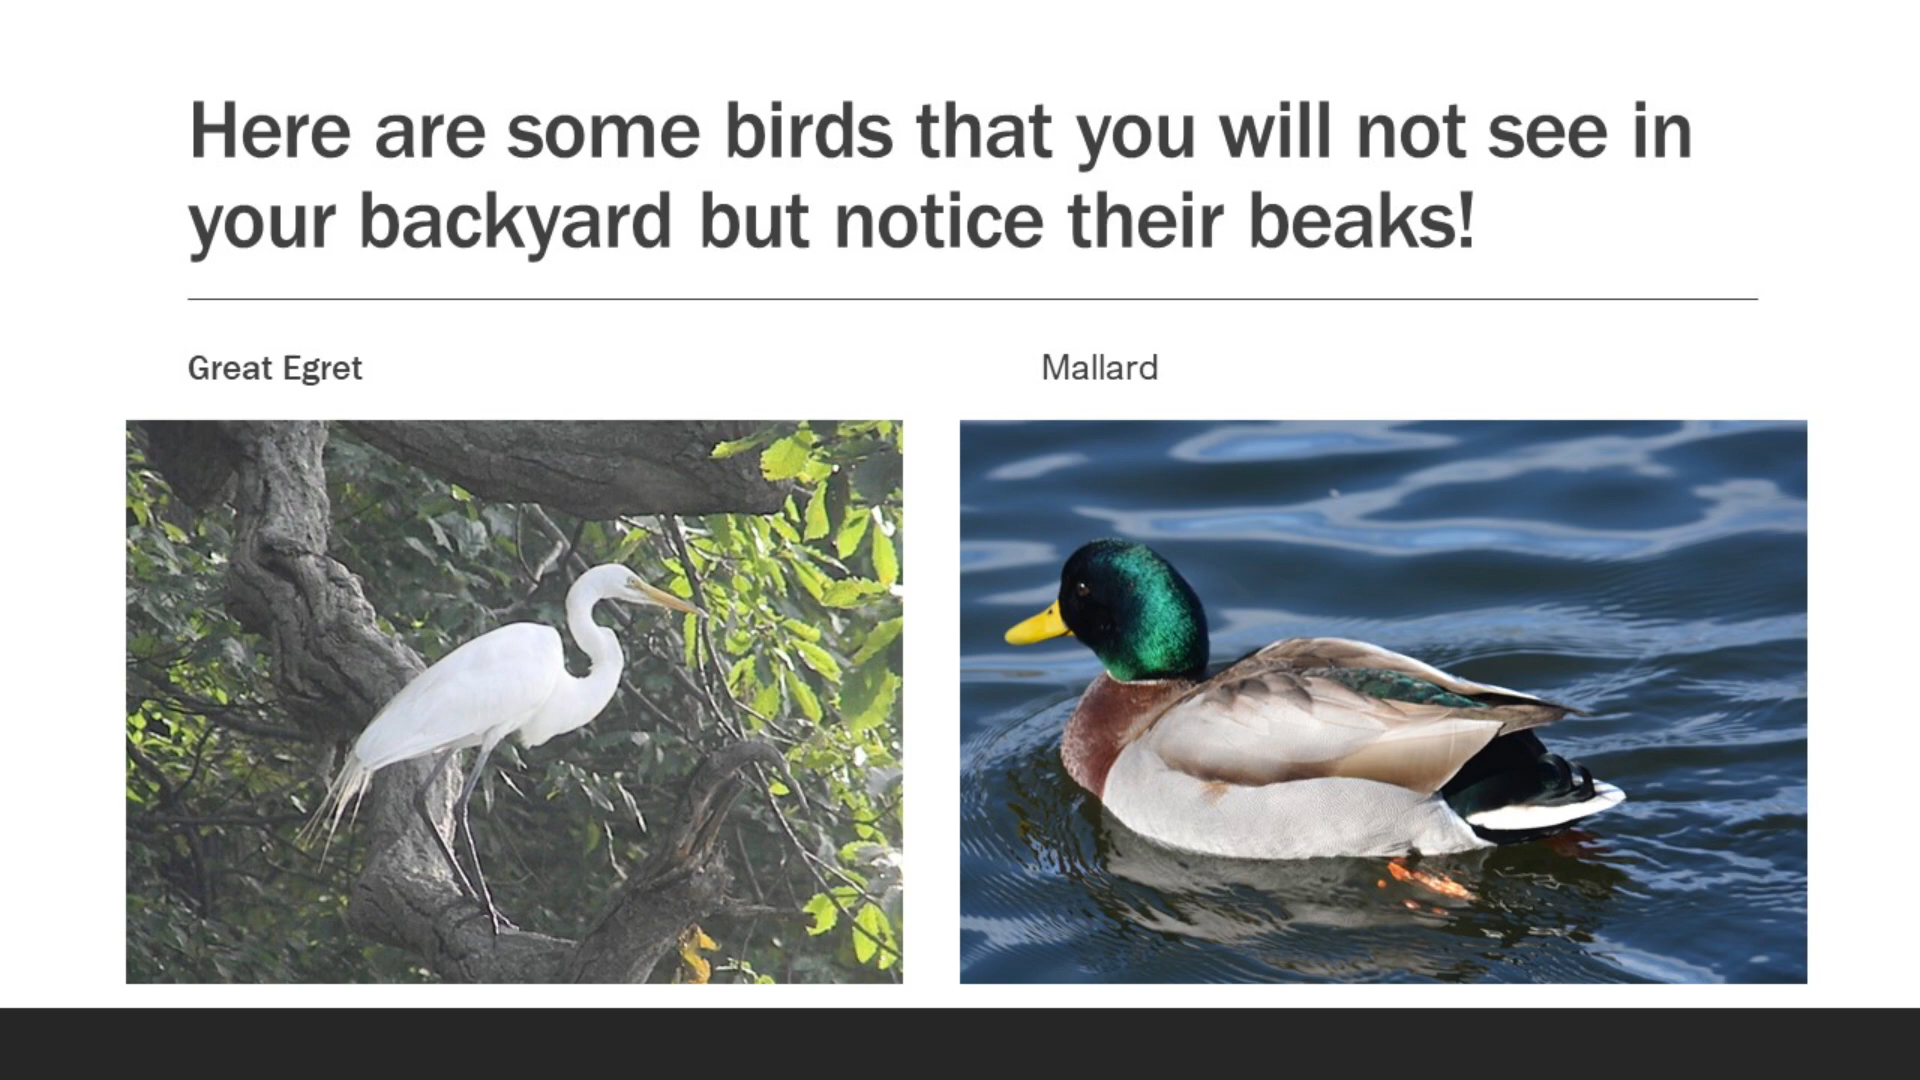 Here are some birds that you will not see in
your backyard but notice their beaks!
Great Egret
Mallard